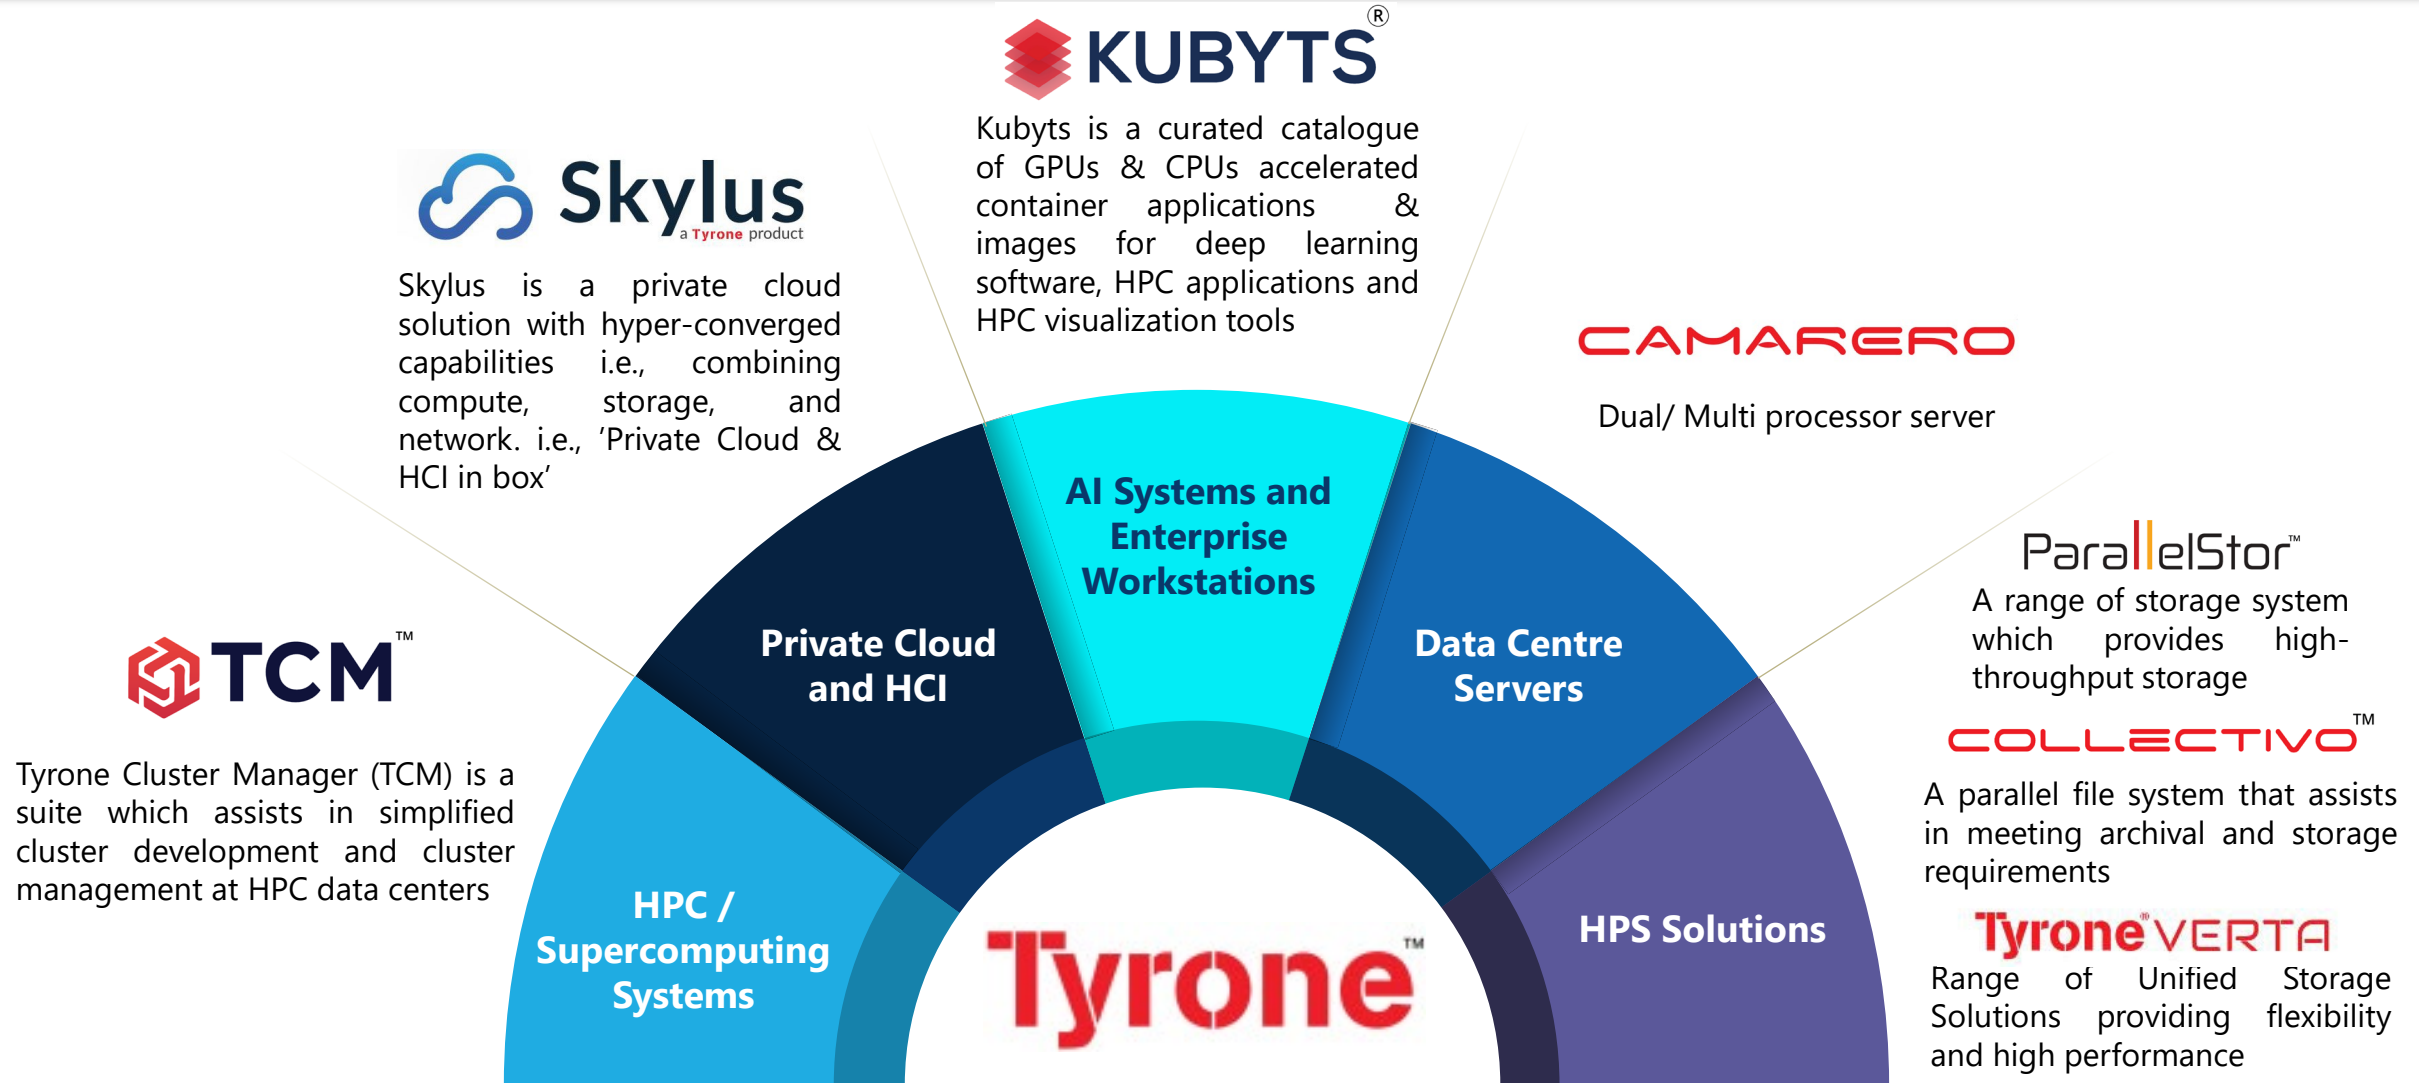 KUBYTS®
Kubyts is a curated catalogue
of GPUs & CPUs accelerated
container applications &
images for deep learning
software, HPC applications and
HPC visualization tools
Skylus
a Tyrone product
Skylus is a private cloud
solution with hyper-converged
capabilities i.e., combining
compute, storage, and
network. i.e., ’Private Cloud &
HCI in box’
CAMARERO
Dual/ Multi processor server
ParallelStor™
A range of storage system
which provides high-
throughput storage
COLLECTIVO™
A parallel file system that assists
in meeting archival and storage
requirements
Tyrone® VERTA
Range of Unified Storage
Solutions providing flexibility
and high performance
TCM™
Tyrone Cluster Manager (TCM) is a
suite which assists in simplified
cluster development and cluster
management at HPC data centers
HPC /
Supercomputing
Systems
Private Cloud
and HCI
AI Systems and
Enterprise
Workstations
Data Centre
Servers
HPS Solutions
Tyrone™